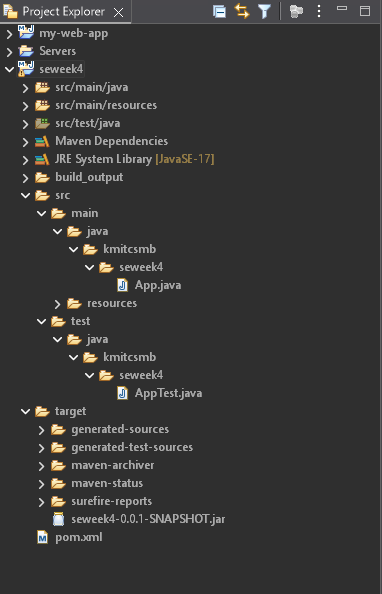 Project Explorer
my-web-app
Servers
seweek4
src/main/java
src/main/resources
src/test/java
Maven Dependencies
JRE System Library [JavaSE-17]
build_output
src
main
java
kmitcsmb
seweek4
App.java
resources
test
java
kmitcsmb
seweek4
AppTest.java
target
generated-sources
generated-test-sources
maven-archiver
maven-status
surefire-reports
seweek4-0.0.1-SNAPSHOT.jar
pom.xml